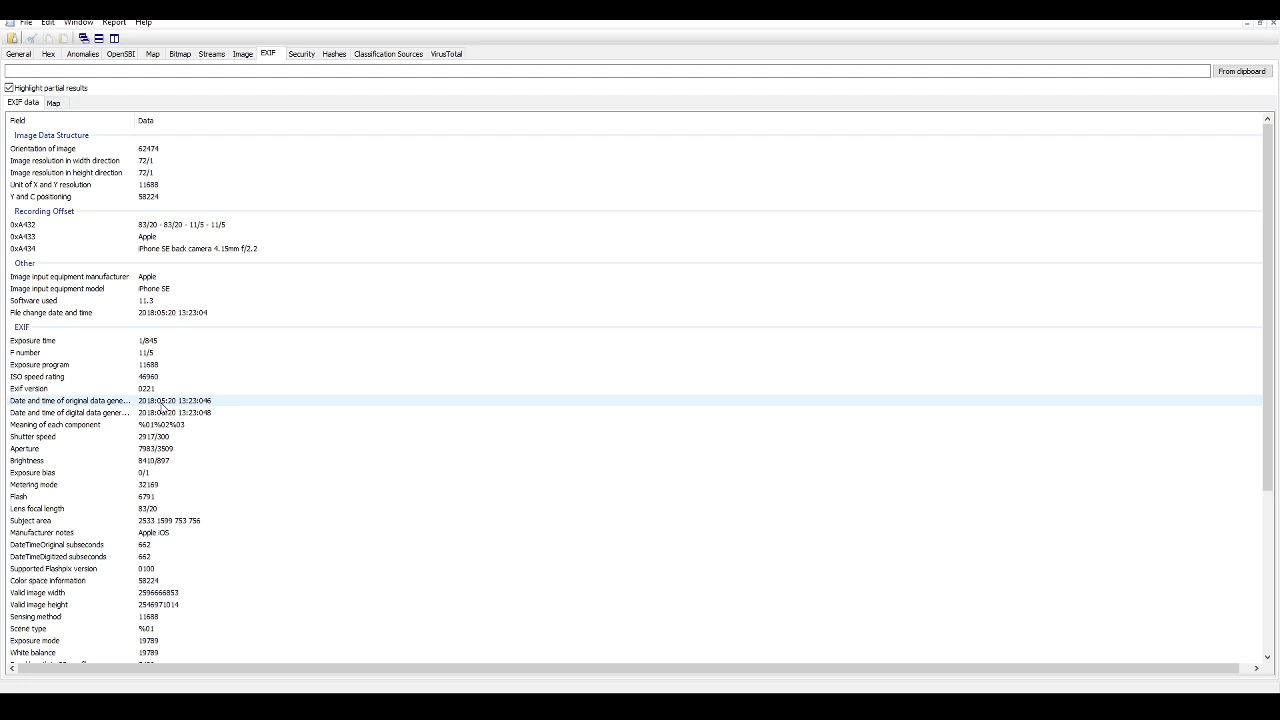 File Edit Window Report Help
General Hex Anomalies OpenSBI Map Bitmap Streams Image EXIF Security Hashes Classification Sources VirusTotal
From clipboard
Highlight partial results
EXIF data Map
Field Data
Image Data Structure
Orientation of image 62474
Image resolution in width direction 72/1
Image resolution in height direction 72/1
Unit of X and Y resolution 11688
Y and C positioning 58224
Recording Offset
0xA432 83/20 - 83/20 - 11/5 - 11/5
0xA433 Apple
0xA434 iPhone SE back camera 4.15mm f/2.2
Other
Image input equipment manufacturer Apple
Image input equipment model iPhone SE
Software used 11.3
File change date and time 2018:05:20 13:23:04
EXIF
Exposure time 1/845
F number 11/5
Exposure program 11688
ISO speed rating 46960
Exif version 0221
Date and time of original data gene... 2018:05:20 13:23:046
Date and time of digital data gener... 2018:05:20 13:23:048
Meaning of each component %01%02%03
Shutter speed 2917/300
Aperture 7983/3509
Brightness 8410/897
Exposure bias 0/1
Metering mode 32169
Flash 6791
Lens focal length 83/20
Subject area 2533 1599 753 756
Manufacturer notes Apple iOS
DateTimeOriginal subseconds 662
DateTimeDigitized subseconds 662
Supported Flashpix version 0100
Color space information 58224
Valid image width 2596666853
Valid image height 2546971014
Sensing method 11688
Scene type %01
Exposure mode 19789
White balance 19789